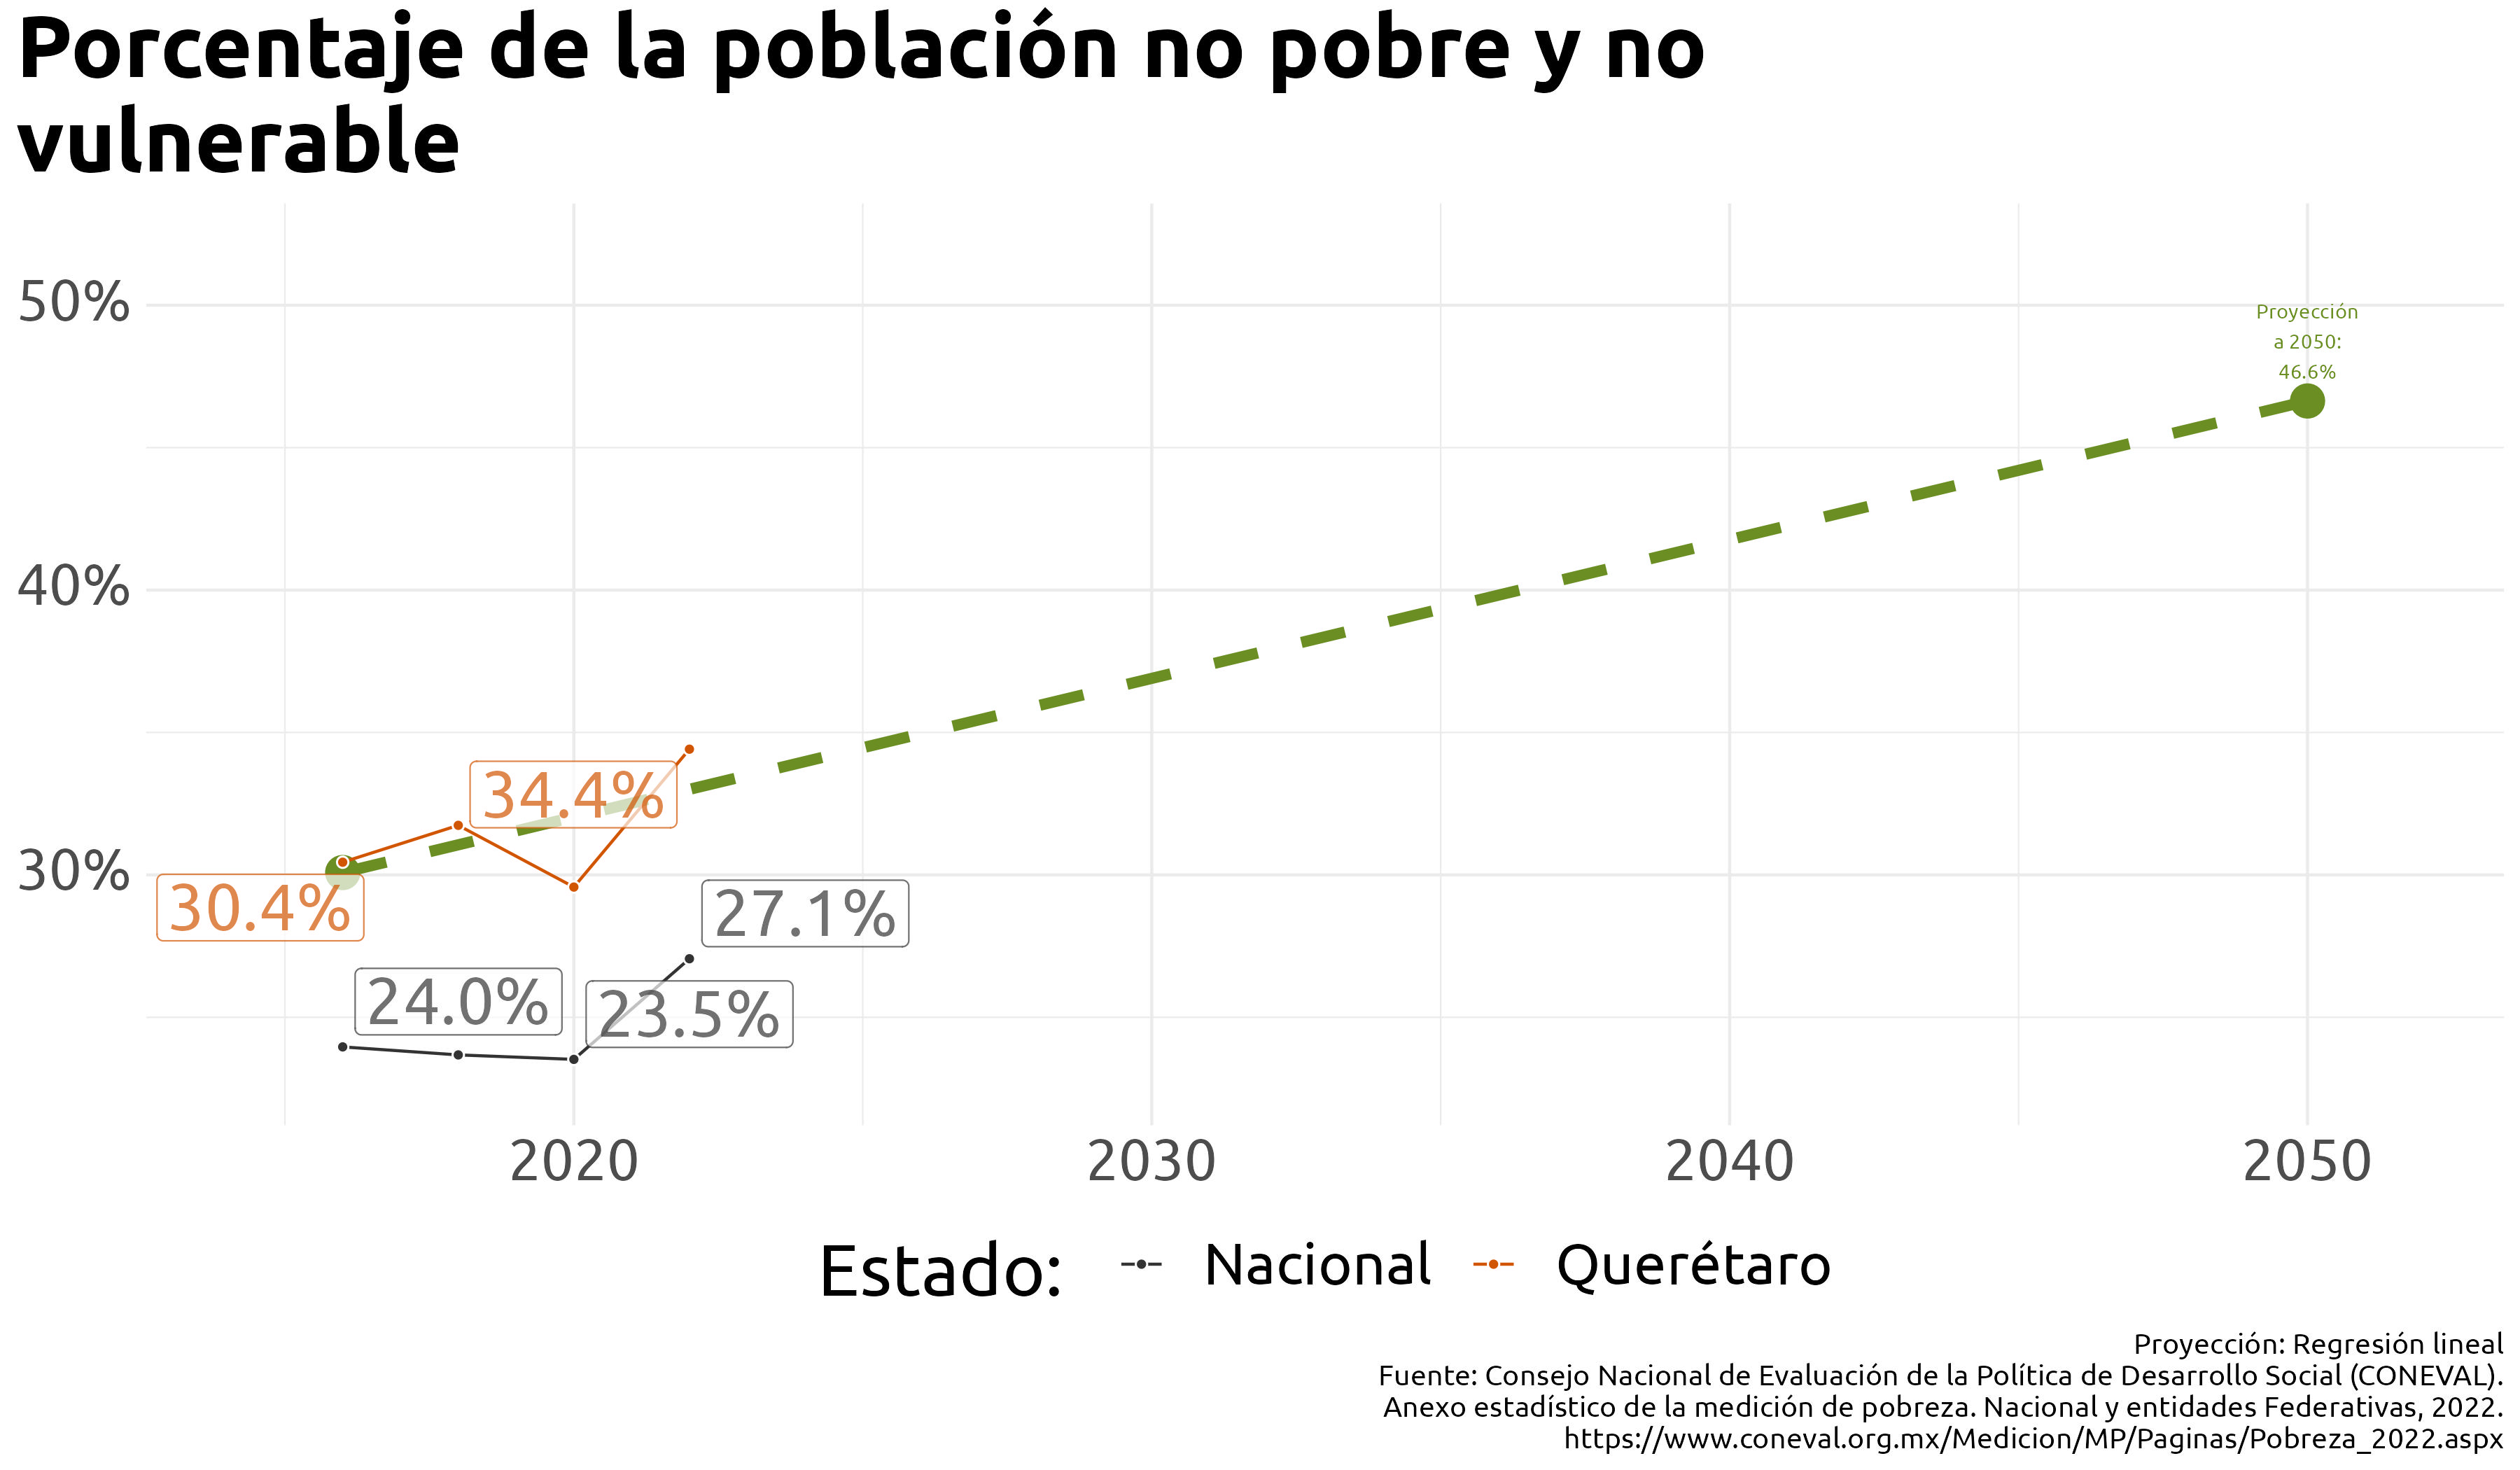 Porcentaje de la población no pobre y no
vulnerable
50%
Proyección
a 2050:
46.6%
40%
34.4%
30%
30.4%
27.1%
24.0%
23.5%
2020
2030
2040
2050
Estado:
Nacional
Querétaro
Proyección: Regresión lineal
Fuente: Consejo Nacional de Evaluación de la Política de Desarrollo Social (CONEVAL).
Anexo estadístico de la medición de pobreza. Nacional y entidades Federativas, 2022.
https://www.coneval.org.mx/Medicion/MP/Paginas/Pobreza_2022.aspx